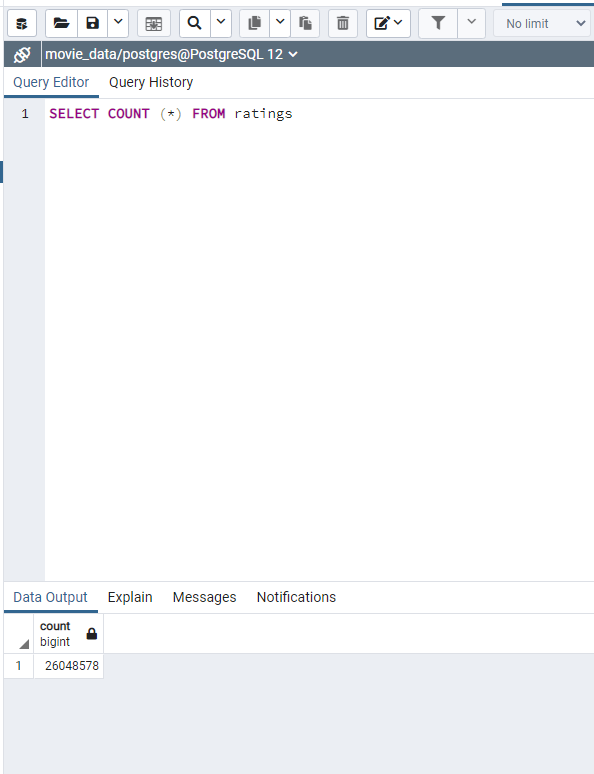 No limit
movie_data/postgres@PostgreSQL 12
Query Editor Query History
1 SELECT COUNT (*) FROM ratings
Data Output Explain Messages Notifications
count
bigint
1 26048578